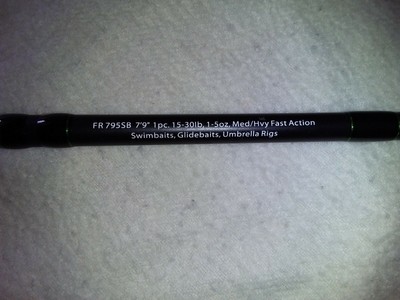 FR 795SB 7'9" 1pc. 15-30lb. 1-5oz. Med/Hvy Fast Action
Swimbaits, Glidebaits, Umbrella Rigs